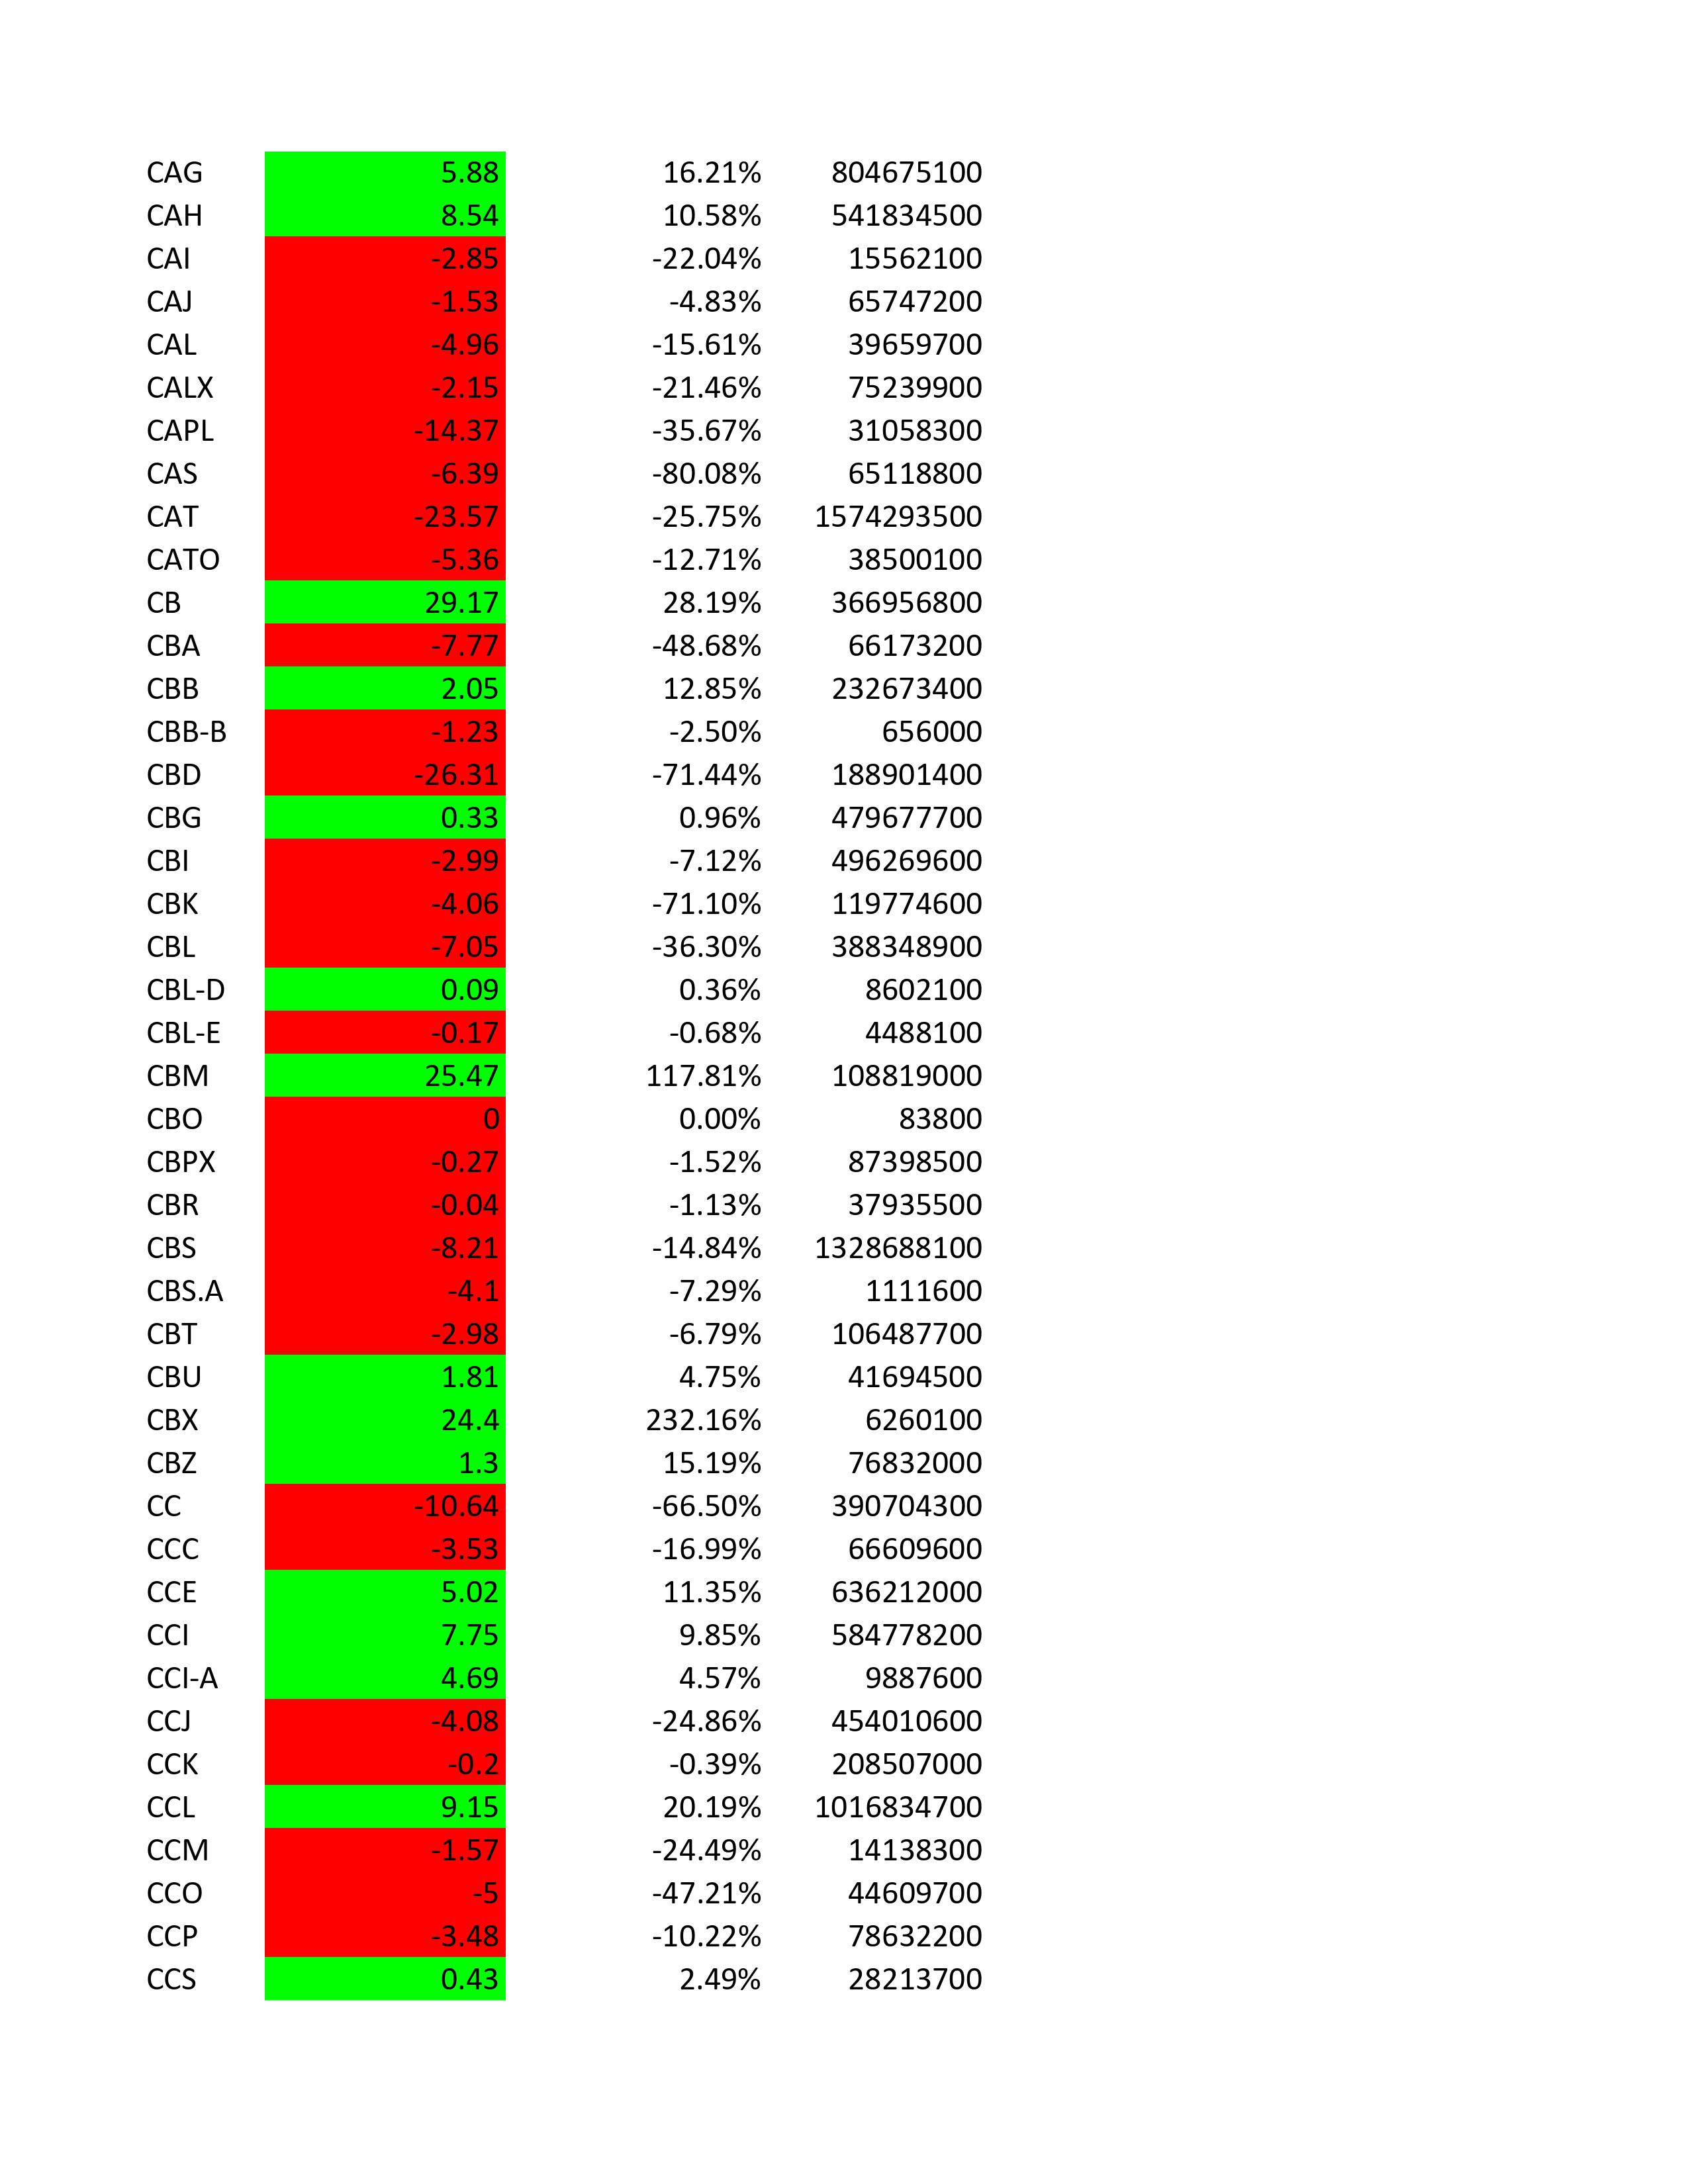 CAG 5.88 16.21% 804675100
CAH 8.54 10.58% 541834500
CAI -2.85 -22.04% 15562100
CAJ -1.53 -4.83% 65747200
CAL -4.96 -15.61% 39659700
CALX -2.15 -21.46% 75239900
CAPL -14.37 -35.67% 31058300
CAS -6.39 -80.08% 65118800
CAT -23.57 -25.75% 1574293500
CATO -5.36 -12.71% 38500100
CB 29.17 28.19% 366956800
CBA -7.77 -48.68% 66173200
CBB 2.05 12.85% 232673400
CBB-B -1.23 -2.50% 656000
CBD -26.31 -71.44% 188901400
CBG 0.33 0.96% 479677700
CBI -2.99 -7.12% 496269600
CBK -4.06 -71.10% 119774600
CBL -7.05 -36.30% 388348900
CBL-D 0.09 0.36% 8602100
CBL-E -0.17 -0.68% 4488100
CBM 25.47 117.81% 108819000
CBO 0 0.00% 83800
CBPX -0.27 -1.52% 87398500
CBR -0.04 -1.13% 37935500
CBS -8.21 -14.84% 1328688100
CBS.A -4.1 -7.29% 1111600
CBT -2.98 -6.79% 106487700
CBU 1.81 4.75% 41694500
CBX 24.4 232.16% 6260100
CBZ 1.3 15.19% 76832000
CC -10.64 -66.50% 390704300
CCC -3.53 -16.99% 66609600
CCE 5.02 11.35% 636212000
CCI 7.75 9.85% 584778200
CCI-A 4.69 4.57% 9887600
CCJ -4.08 -24.86% 454010600
CCK -0.2 -0.39% 208507000
CCL 9.15 20.19% 1016834700
CCM -1.57 -24.49% 14138300
CCO -5 -47.21% 44609700
CCP -3.48 -10.22% 78632200
CCS 0.43 2.49% 28213700